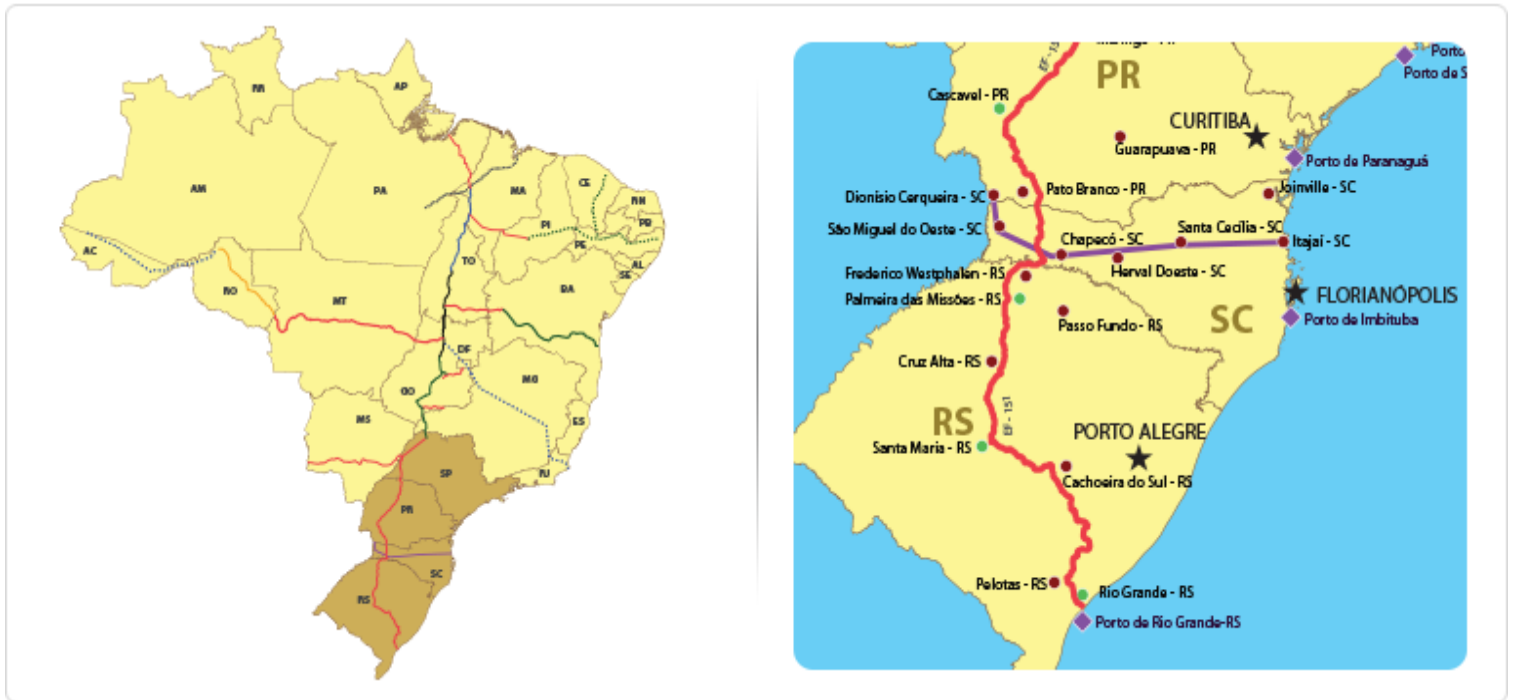 RR
AP
AM
PA
MA
CE
RN
PB
PI
PE
AC
AL
SE
TO
RO
BA
MT
DF
MG
GO
MS
ES
SP
RJ
PR
SC
RS
Porto
Porto de S
PR
Cascavel - PR
CURITIBA
Guarapuava - PR
Porto de Paranaguá
Dionísio Cerqueira - SC
Pato Branco - PR
Joinville - SC
São Miguel do Oeste - SC
Chapecó - SC
Santa Cecília - SC
Itajaí - SC
Frederico Westphalen - RS
Herval Doeste - SC
Palmeira das Missões - RS
FLORIANÓPOLIS
Passo Fundo - RS
SC
Porto de Imbituba
Cruz Alta - RS
EF - 151
RS
PORTO ALEGRE
Santa Maria - RS
Cachoeira do Sul - RS
Pelotas - RS
Rio Grande - RS
Porto de Rio Grande-RS